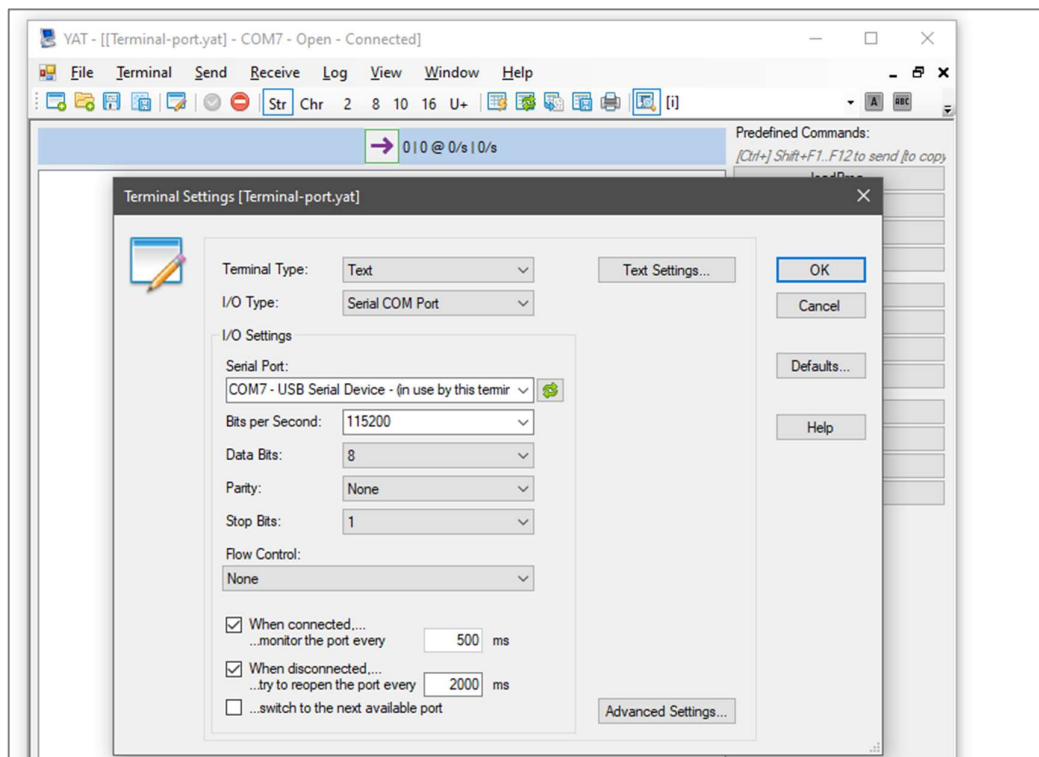 YAT - [[Terminal-port.yat] - COM7 - Open - Connected]
File Terminal Send Receive Log View Window Help
Str Chr 2 8 10 16 U+ [i] A ABC
0 | 0 @ 0/s | 0/s
Predefined Commands:
[Ctrl+] Shift+F1..F12 to send [to copy
Terminal Settings [Terminal-port.yat]
Terminal Type: Text Text Settings... OK
I/O Type: Serial COM Port Cancel
I/O Settings
Serial Port: Defaults...
COM7 - USB Serial Device - (in use by this termir
Bits per Second: 115200 Help
Data Bits: 8
Parity: None
Stop Bits: 1
Flow Control:
None
When connected,...
...monitor the port every 500 ms
When disconnected,...
...try to reopen the port every 2000 ms
...switch to the next available port Advanced Settings...